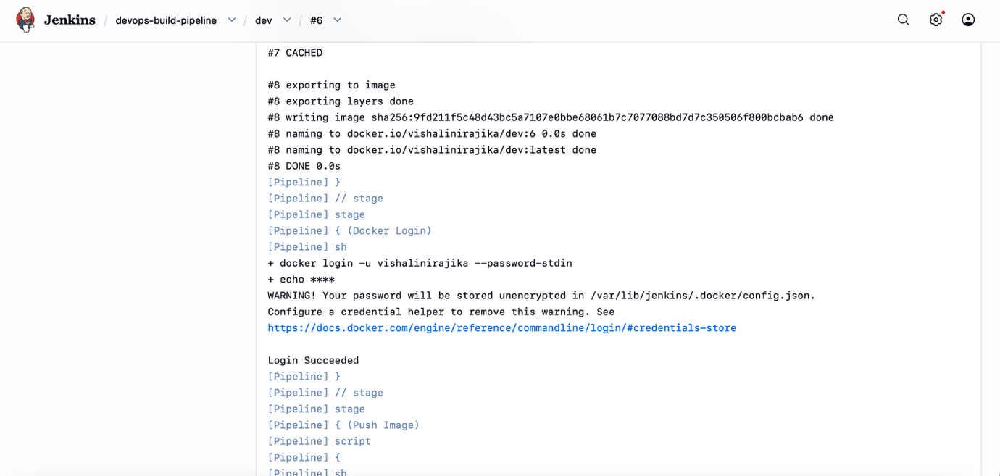 Jenkins / devops-build-pipeline / dev / #6
#7 CACHED
#8 exporting to image
#8 exporting layers done
#8 writing image sha256:9fd211f5c48d43bc5a7107e0bbe68061b7c7077088bd7d7c350506f800bcbab6 done
#8 naming to docker.io/vishalinirajika/dev:6 0.0s done
#8 naming to docker.io/vishalinirajika/dev:latest done
#8 DONE 0.0s
[Pipeline] }
[Pipeline] // stage
[Pipeline] stage
[Pipeline] { (Docker Login)
[Pipeline] sh
+ docker login -u vishalinirajika --password-stdin
+ echo ****
WARNING! Your password will be stored unencrypted in /var/lib/jenkins/.docker/config.json.
Configure a credential helper to remove this warning. See
https://docs.docker.com/engine/reference/commandline/login/#credentials-store
Login Succeeded
[Pipeline] }
[Pipeline] // stage
[Pipeline] stage
[Pipeline] { (Push Image)
[Pipeline] script
[Pipeline] {
[Pipeline] sh